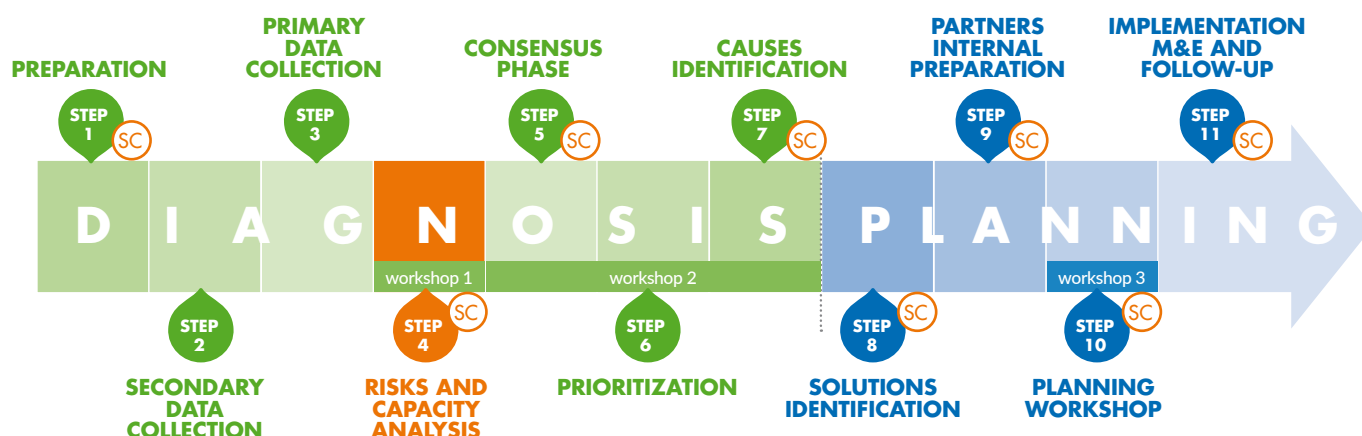 PREPARATION
PRIMARY
DATA
COLLECTION
CONSENSUS
PHASE
CAUSES
IDENTIFICATION
PARTNERS
INTERNAL
PREPARATION
IMPLEMENTATION
M&E AND
FOLLOW-UP
STEP
1
SC
STEP
3
STEP
5
SC
STEP
7
SC
STEP
9
SC
STEP
11
SC
DIAGNOSIS PLANNING
workshop 1
workshop 2
workshop 3
STEP
2
STEP
4
SC
STEP
6
STEP
8
SC
STEP
10
SC
SECONDARY
DATA
COLLECTION
RISKS AND
CAPACITY
ANALYSIS
PRIORITIZATION
SOLUTIONS
IDENTIFICATION
PLANNING
WORKSHOP